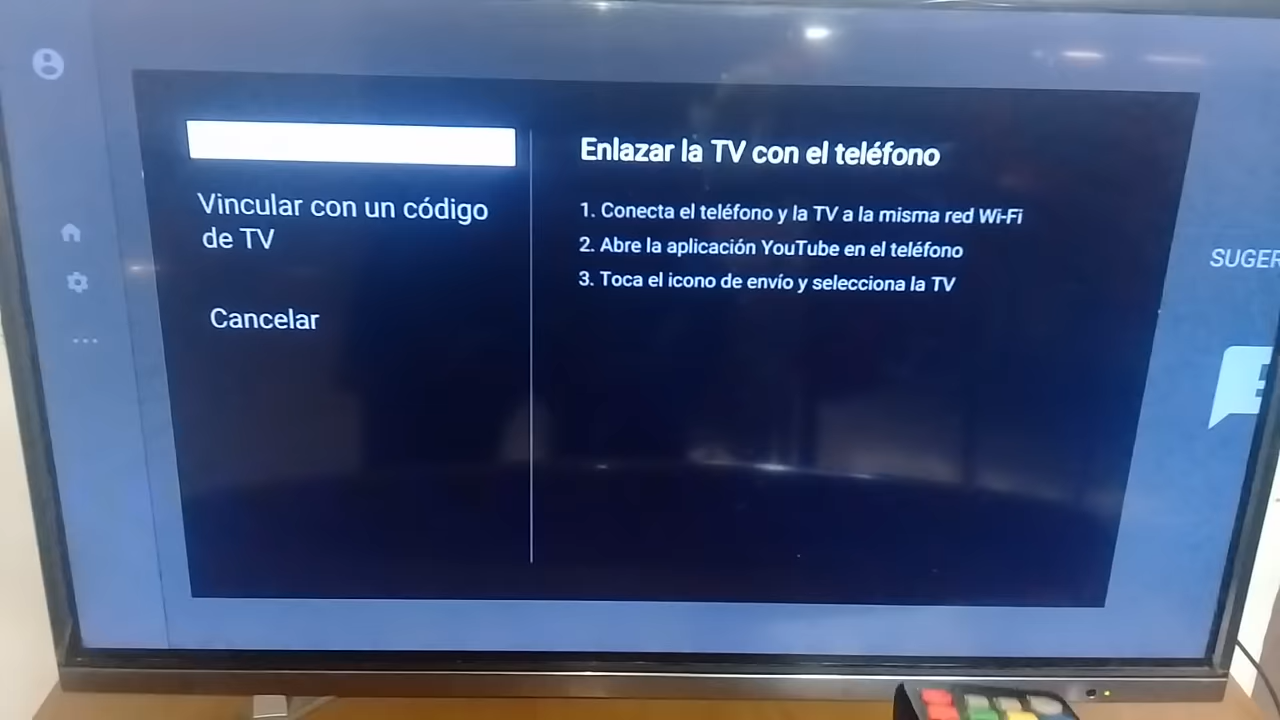 Vincular con un código
de TV
Cancelar
Enlazar la TV con el teléfono
1. Conecta el teléfono y la TV a la misma red Wi-Fi
2. Abre la aplicación YouTube en el teléfono
3. Toca el icono de envío y selecciona la TV